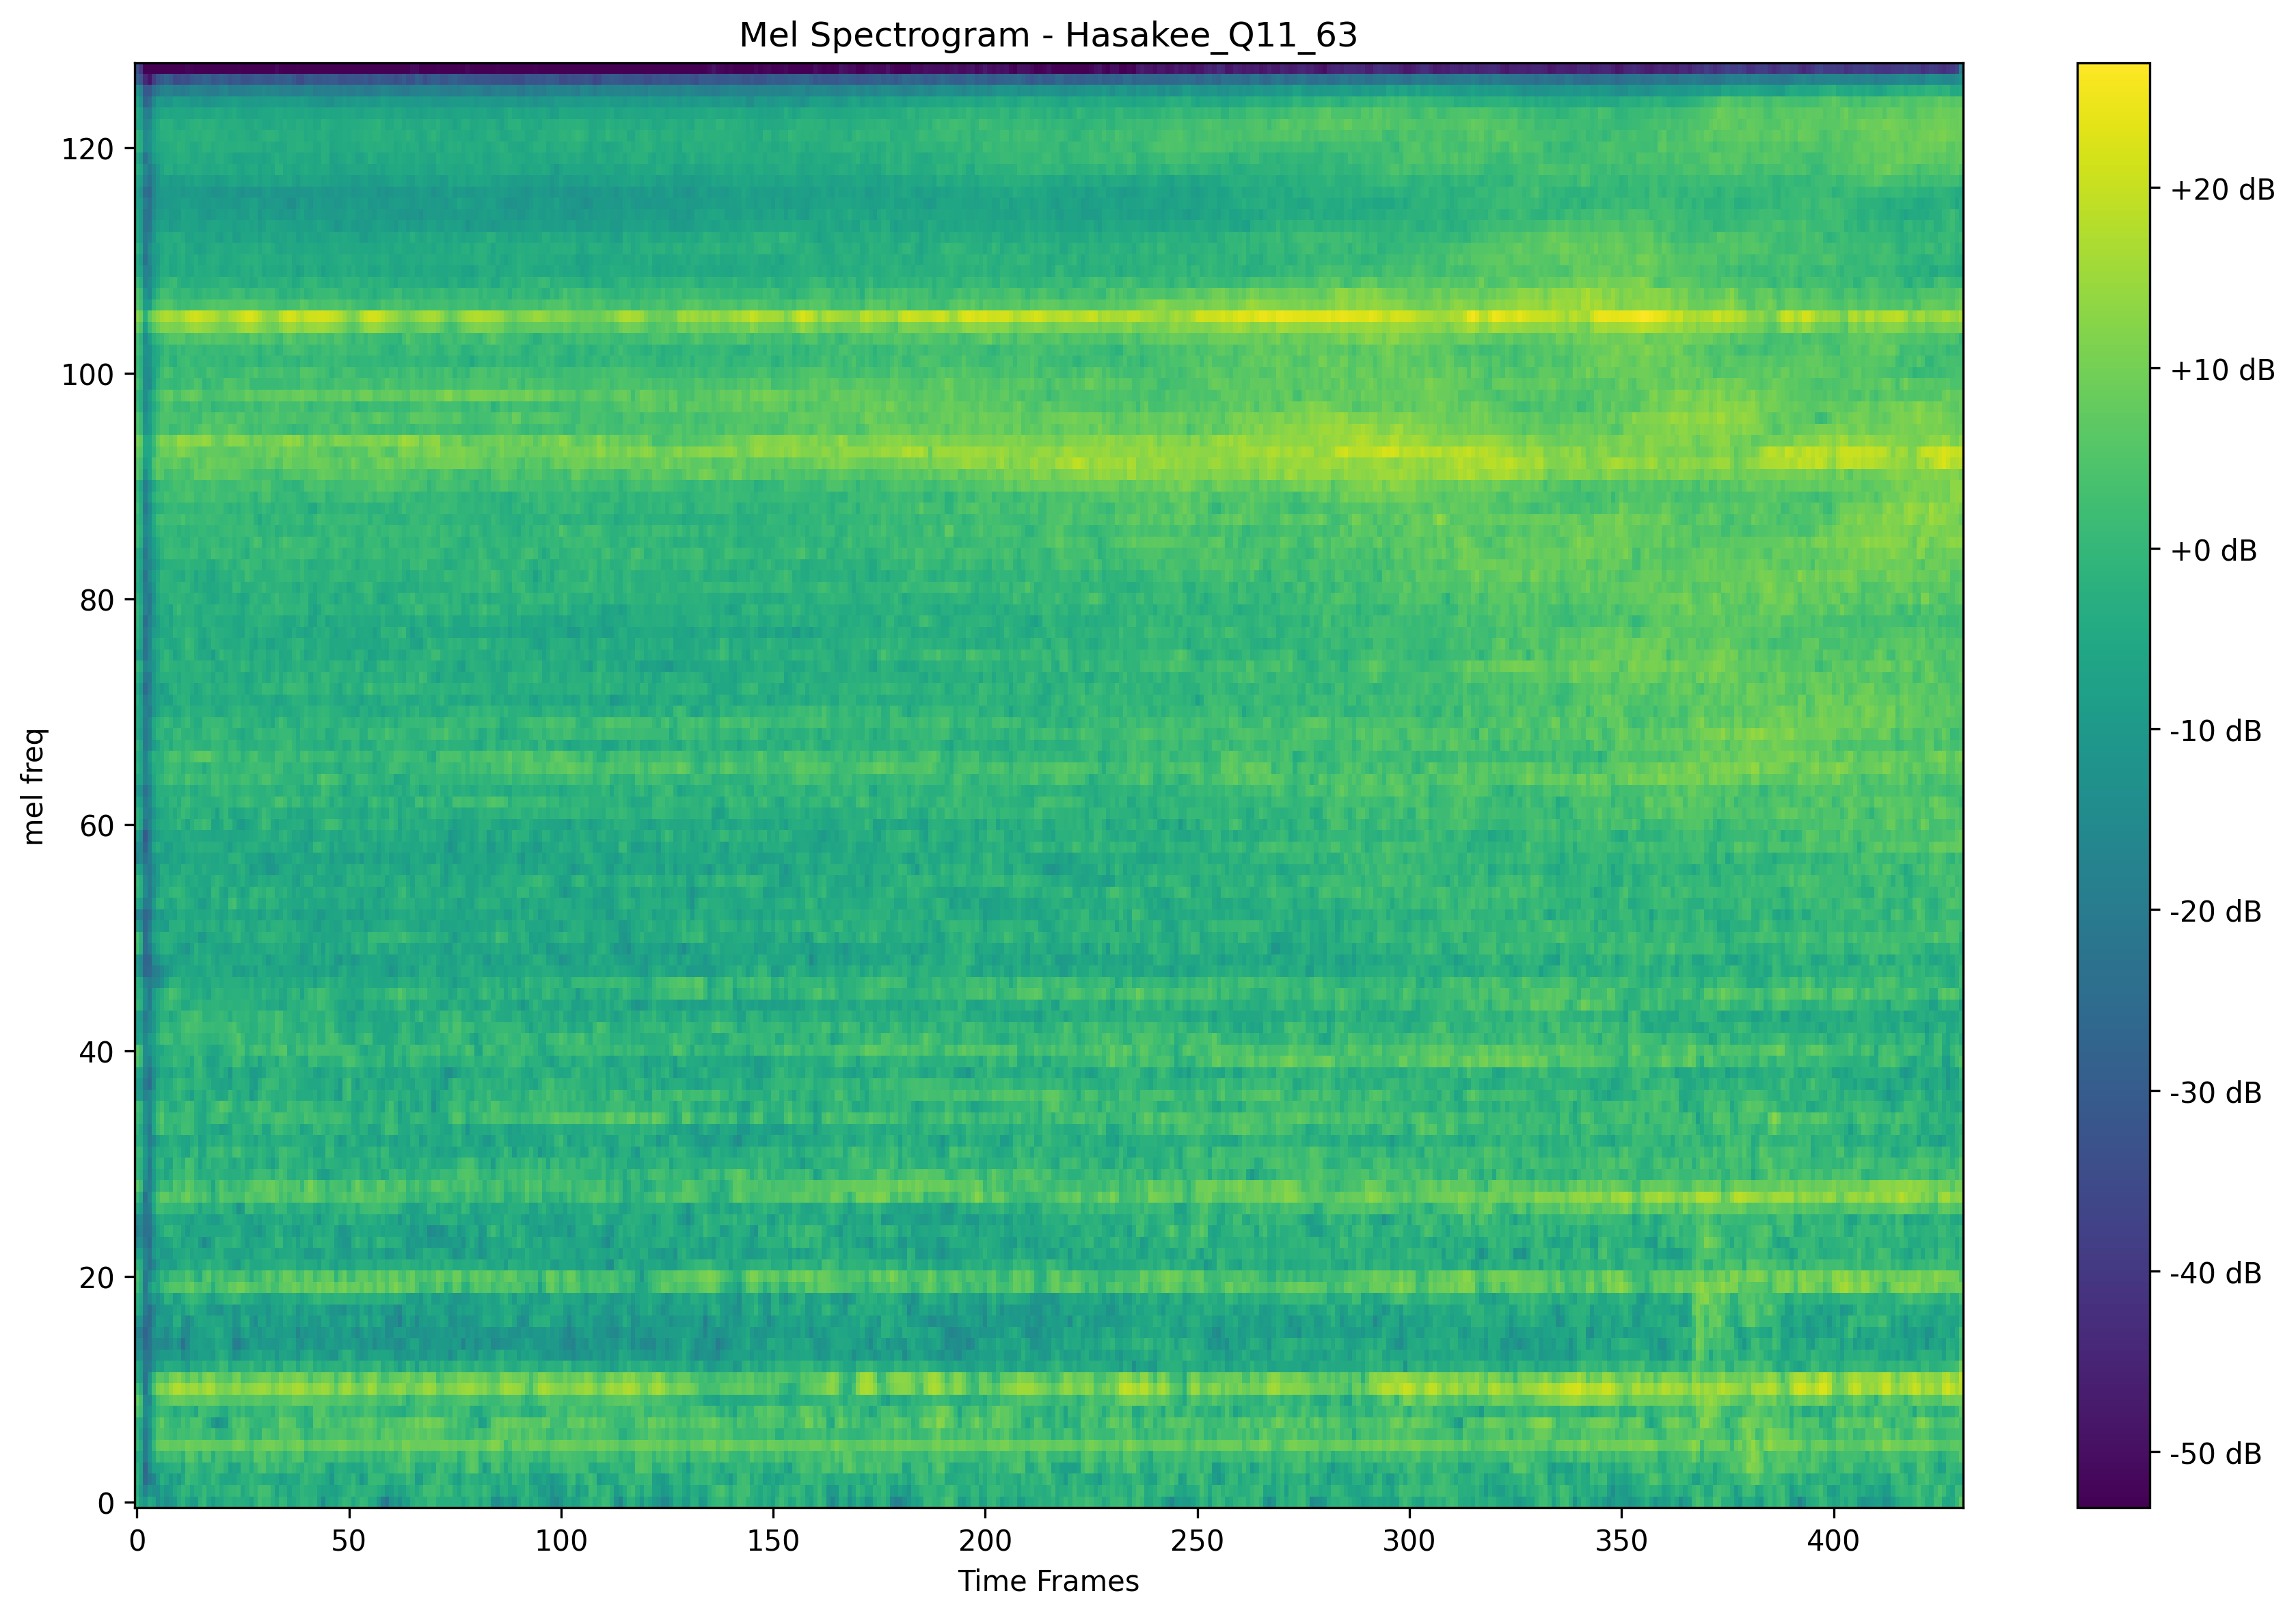 Mel Spectrogram - Hasakee_Q11_63
mel freq
120
100
80
60
40
20
0
0 50 100 150 200 250 300 350 400
Time Frames
+20 dB
+10 dB
+0 dB
-10 dB
-20 dB
-30 dB
-40 dB
-50 dB